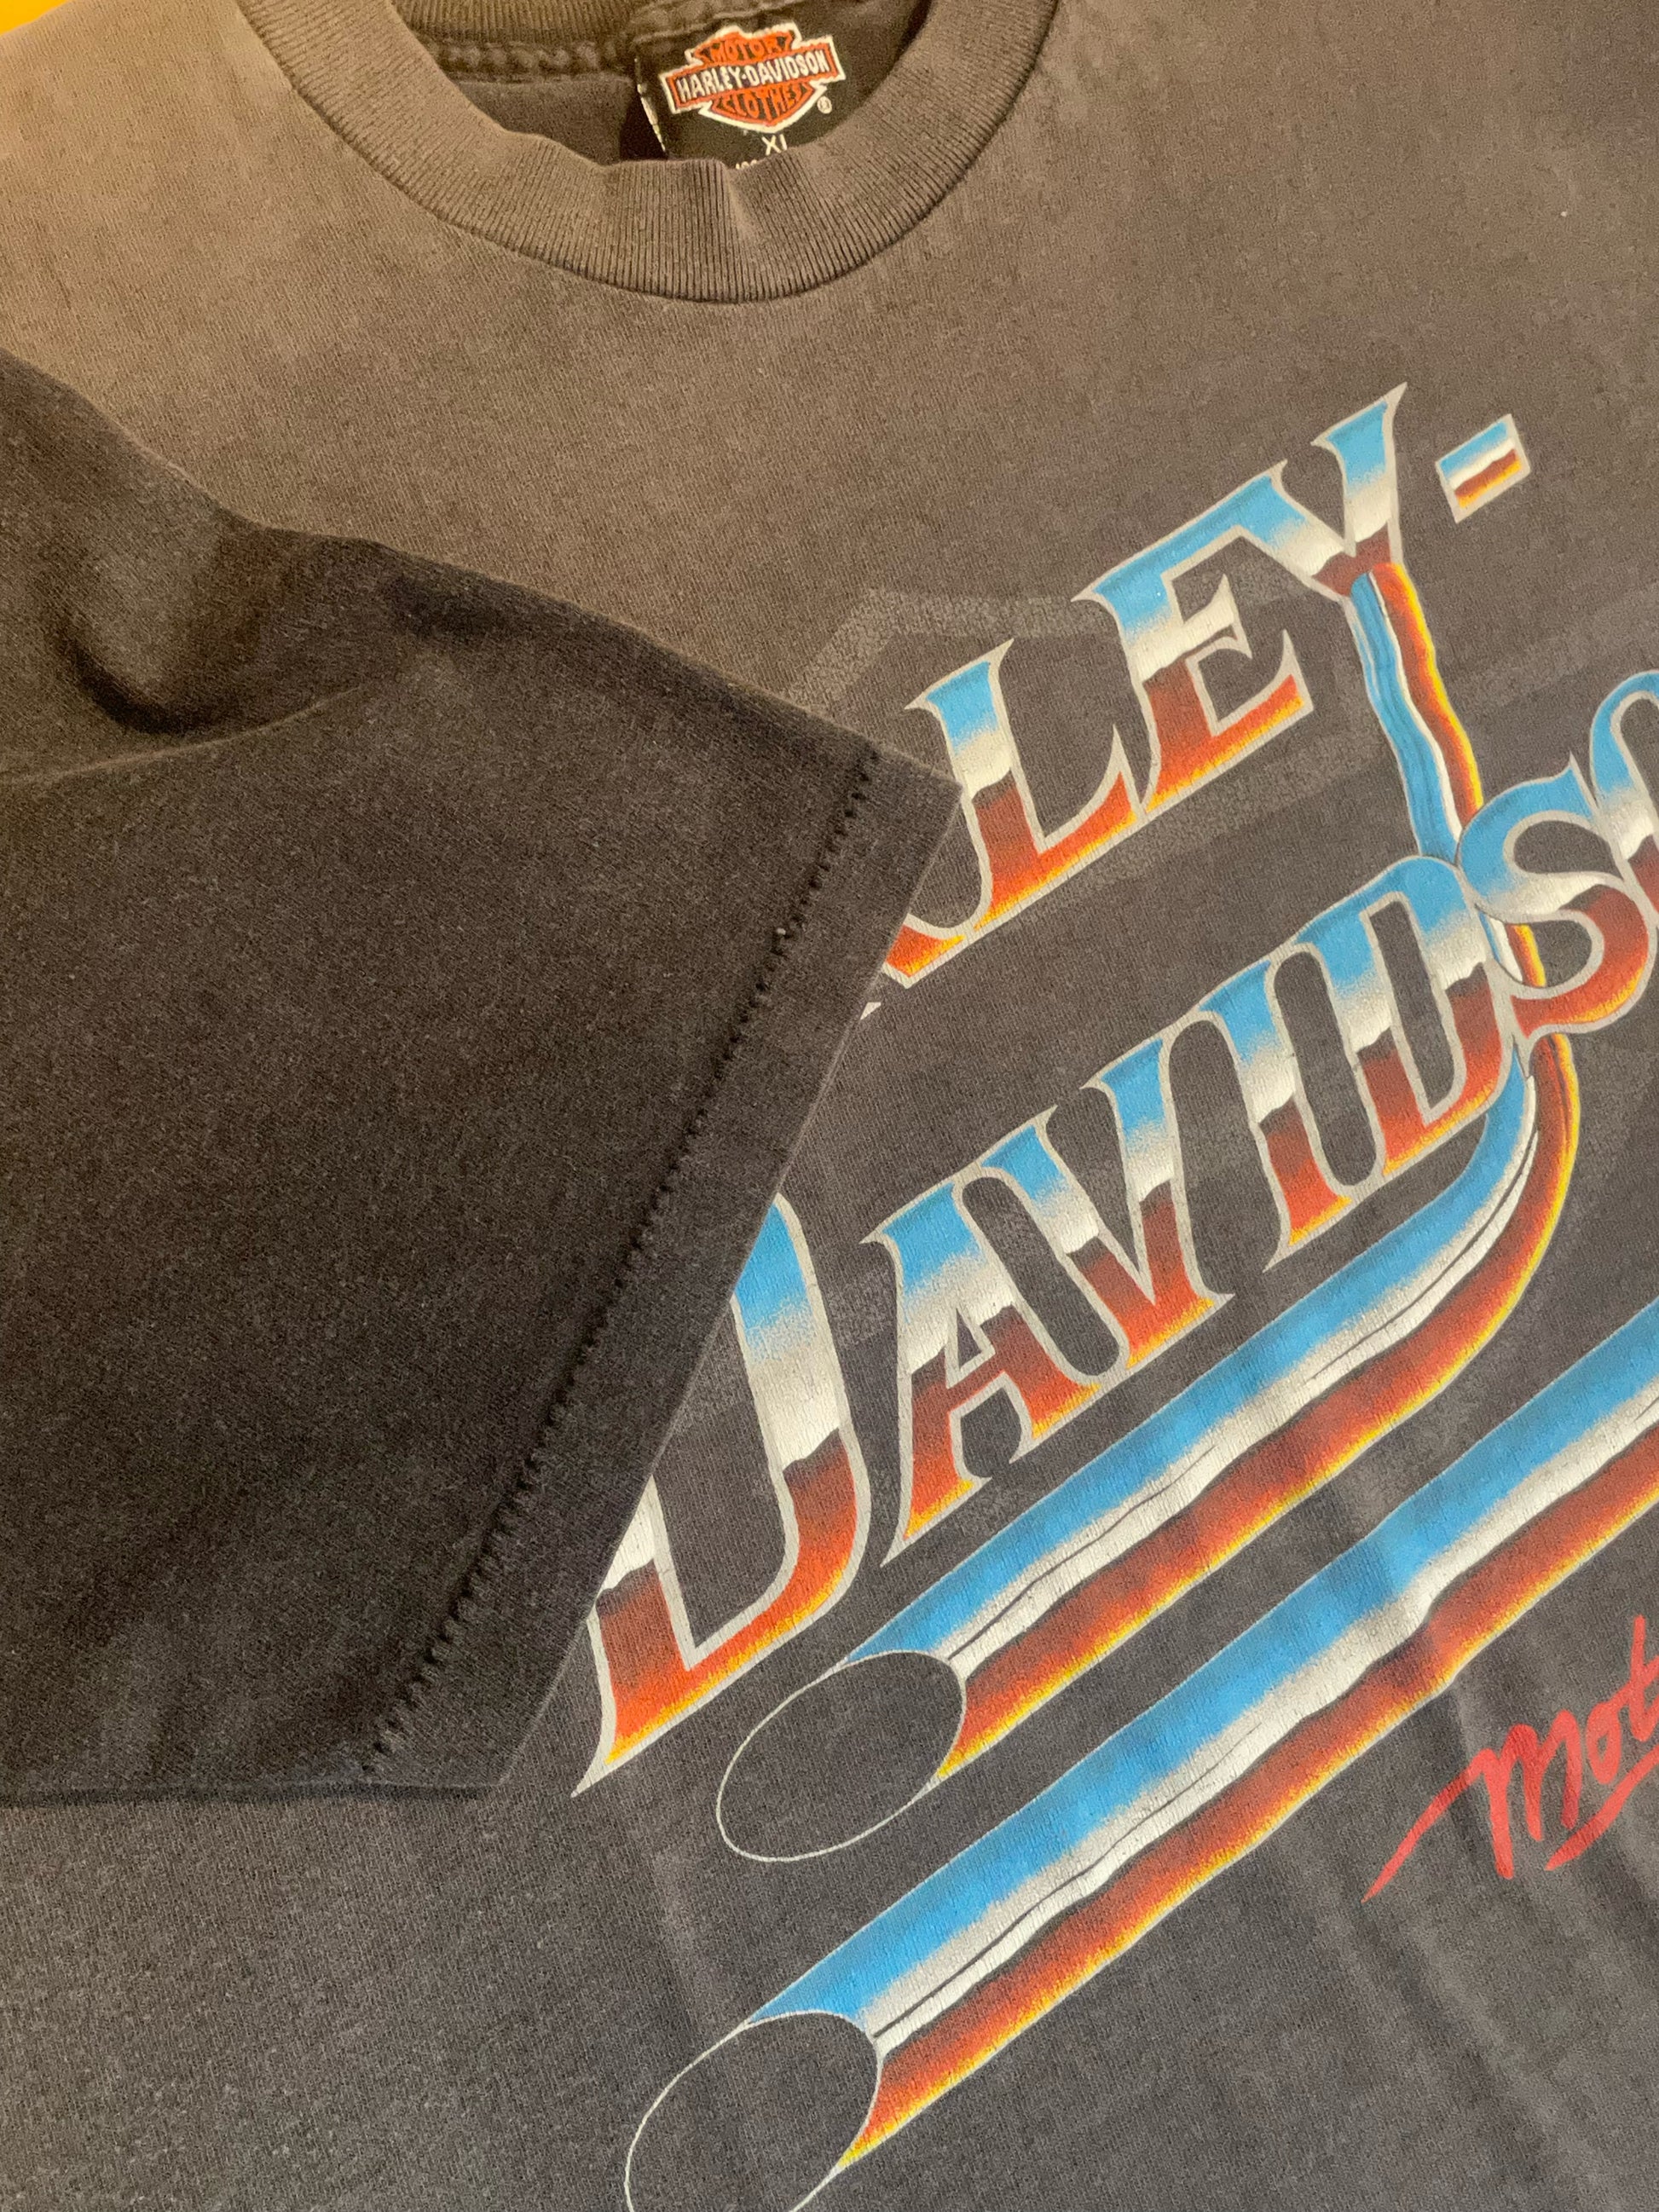 MOTOR
HARLEY-DAVIDSON
CLOTHES
®
XL
RLEY-
DAVIDSO
Mot